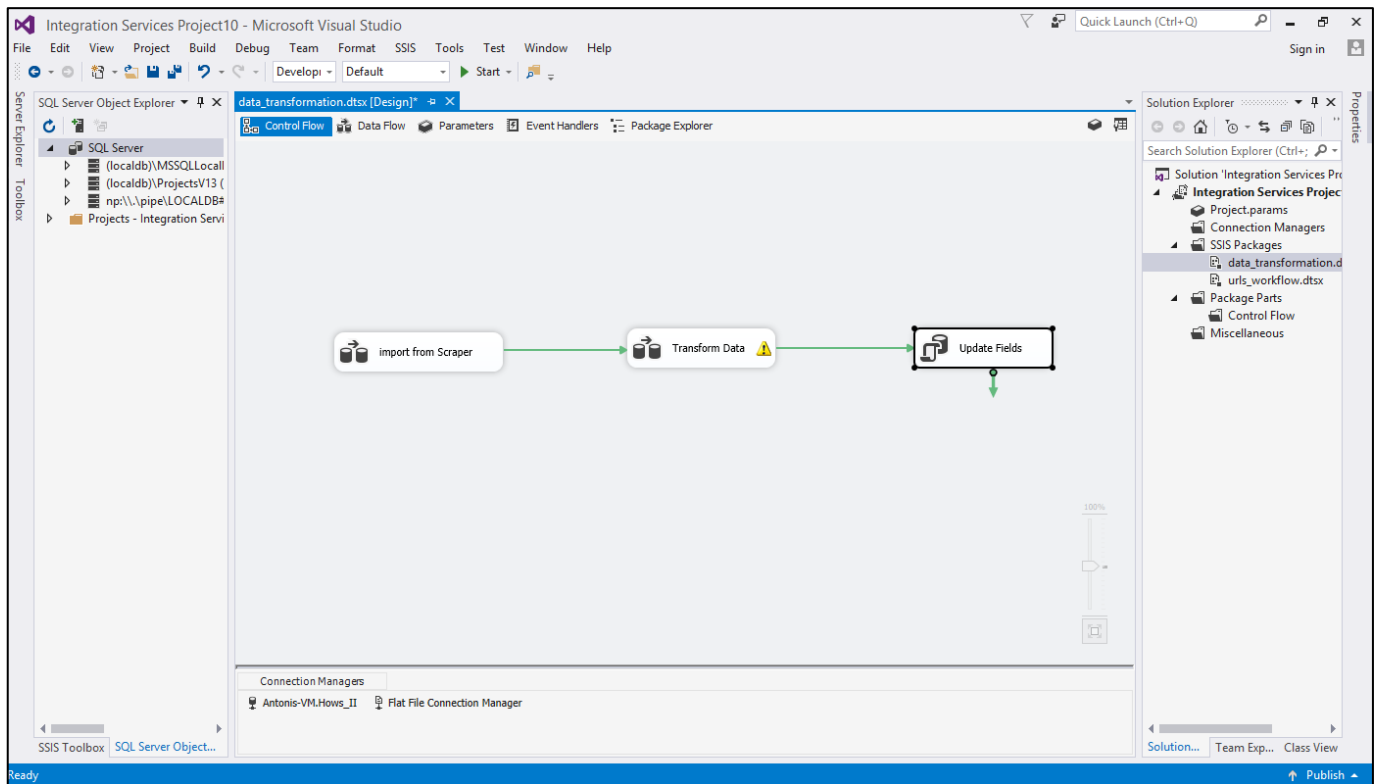 Integration Services Project10 - Microsoft Visual Studio
Quick Launch (Ctrl+Q)
File Edit View Project Build Debug Team Format SSIS Tools Test Window Help
Sign in
Developi Default Start
Server Explorer
Toolbox
SQL Server Object Explorer
SQL Server
(localdb)\MSSQLLocall
(localdb)\ProjectsV13 (
np:\\.\pipe\LOCALDB#
Projects - Integration Servi
SSIS Toolbox SQL Server Object...
data_transformation.dtsx [Design]*
Control Flow Data Flow Parameters Event Handlers Package Explorer
import from Scraper
Transform Data
Update Fields
100%
Connection Managers
Antonis-VM.Hows_II Flat File Connection Manager
Solution Explorer
Search Solution Explorer (Ctrl+;
Solution 'Integration Services Pro
Integration Services Projec
Project.params
Connection Managers
SSIS Packages
data_transformation.d
urls_workflow.dtsx
Package Parts
Control Flow
Miscellaneous
Solution... Team Exp... Class View
Properties
Ready
Publish